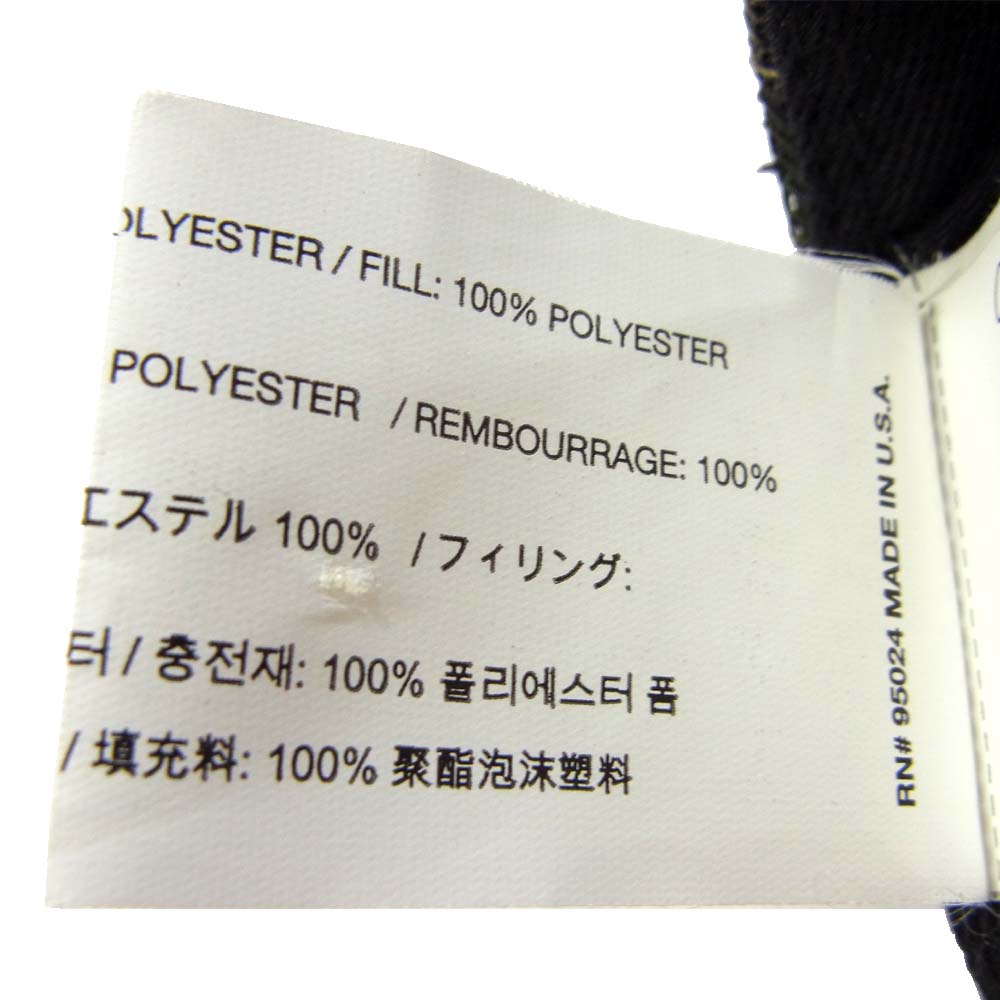 OLYESTER / FILL: 100% POLYESTER
POLYESTER / REMBOURRAGE: 100%
エステル 100% / フィリング:
터 / 충전재: 100% 폴리에스터 폼
/ 填充料: 100% 聚酯泡沫塑料
RN# 95024 MADE IN U.S.A.